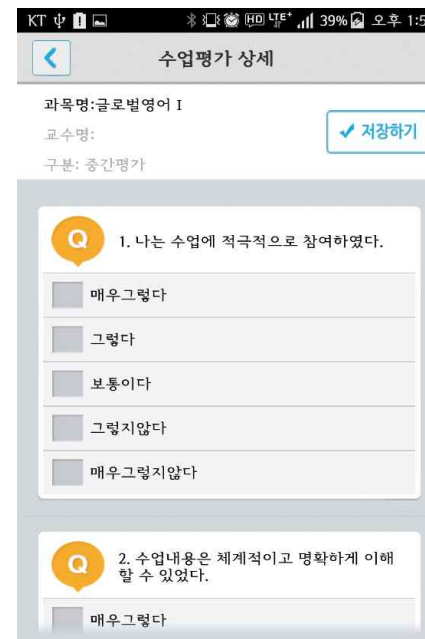 KT 39% 오후 1:5
수업평가 상세
과목명:글로벌영어 I
교수명:
저장하기
구분: 중간평가
Q 1. 나는 수업에 적극적으로 참여하였다.
매우그렇다
그렇다
보통이다
그렇지않다
매우그렇지않다
Q 2. 수업내용은 체계적이고 명확하게 이해
할 수 있었다.
매우그렇다